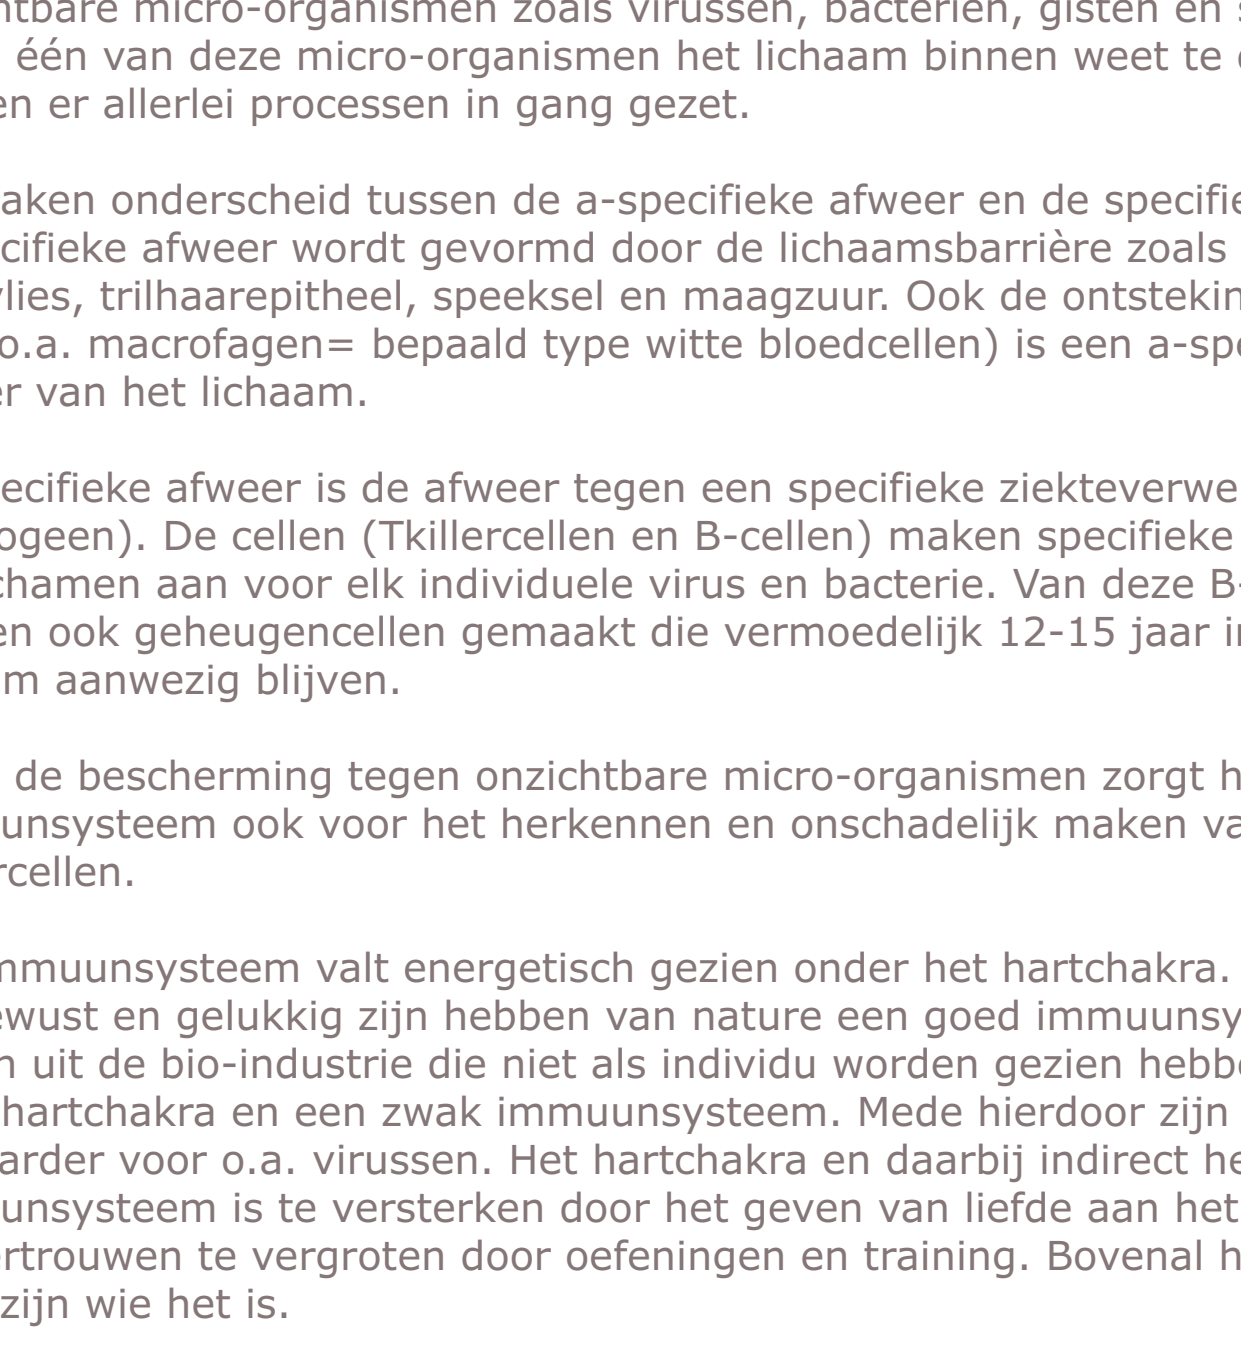 htbare micro-organismen zoals virussen, bacteriën, gisten en s
één van deze micro-organismen het lichaam binnen weet te
en er allerlei processen in gang gezet.
aken onderscheid tussen de a-specifieke afweer en de specifie
cifieke afweer wordt gevormd door de lichaamsbarrière zoals
vlies, trilhaarepitheel, speeksel en maagzuur. Ook de ontstekin
o.a. macrofagen= bepaald type witte bloedcellen) is een a-spe
er van het lichaam.
ecifieke afweer is de afweer tegen een specifieke ziekteverwe
ogeen). De cellen (Tkillercellen en B-cellen) maken specifieke
chamen aan voor elk individuele virus en bacterie. Van deze B-
en ook geheugencellen gemaakt die vermoedelijk 12-15 jaar in
am aanwezig blijven.
de bescherming tegen onzichtbare micro-organismen zorgt h
unsysteem ook voor het herkennen en onschadelijk maken va
rcellen.
mmuunsysteem valt energetisch gezien onder het hartchakra.
ewust en gelukkig zijn hebben van nature een goed immuunsy
n uit de bio-industrie die niet als individu worden gezien hebbe
hartchakra en een zwak immuunsysteem. Mede hierdoor zijn
aarder voor o.a. virussen. Het hartchakra en daarbij indirect he
unsysteem is te versterken door het geven van liefde aan het
ertrouwen te vergroten door oefeningen en training. Bovenal h
zijn wie het is.